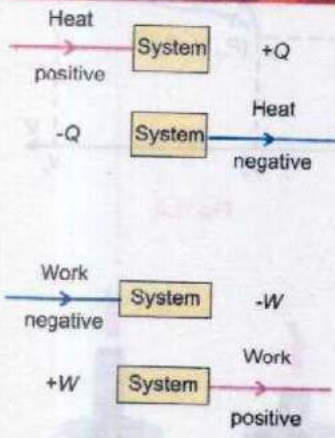 Heat
System +Q
positive
Heat
-Q System
negative
Work
System -W
negative
Work
+W System
positive